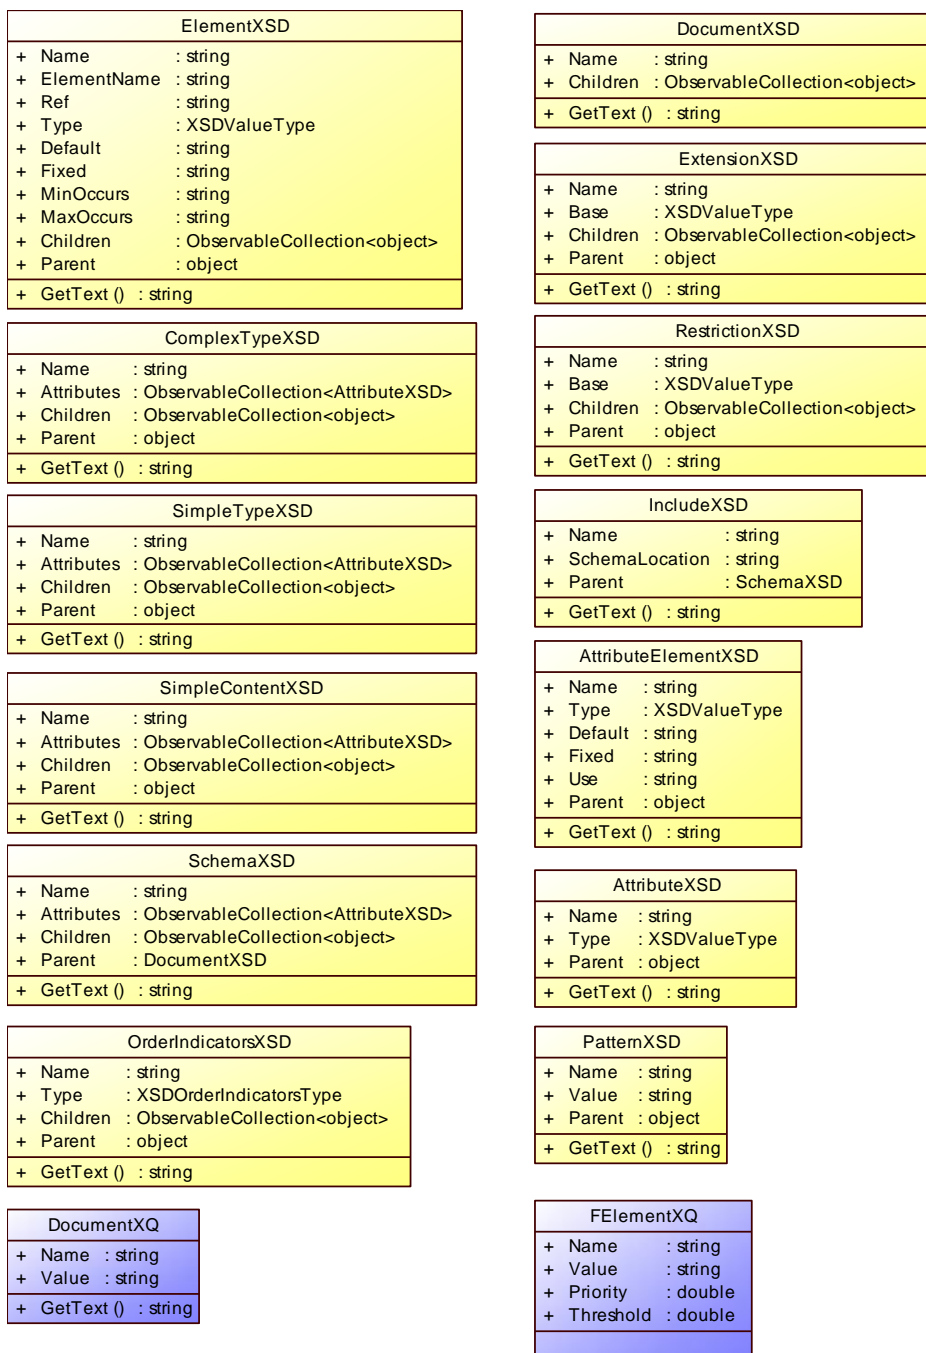 ElementXSD
+ Name : string
+ ElementName : string
+ Ref : string
+ Type : XSDValueType
+ Default : string
+ Fixed : string
+ MinOccurs : string
+ MaxOccurs : string
+ Children : ObservableCollection<object>
+ Parent : object
+ GetText () : string
ComplexTypeXSD
+ Name : string
+ Attributes : ObservableCollection<AttributeXSD>
+ Children : ObservableCollection<object>
+ Parent : object
+ GetText () : string
SimpleTypeXSD
+ Name : string
+ Attributes : ObservableCollection<AttributeXSD>
+ Children : ObservableCollection<object>
+ Parent : object
+ GetText () : string
SimpleContentXSD
+ Name : string
+ Attributes : ObservableCollection<AttributeXSD>
+ Children : ObservableCollection<object>
+ Parent : object
+ GetText () : string
SchemaXSD
+ Name : string
+ Attributes : ObservableCollection<AttributeXSD>
+ Children : ObservableCollection<object>
+ Parent : DocumentXSD
+ GetText () : string
OrderIndicatorsXSD
+ Name : string
+ Type : XSDOrderIndicatorsType
+ Children : ObservableCollection<object>
+ Parent : object
+ GetText () : string
DocumentXQ
+ Name : string
+ Value : string
+ GetText () : string
DocumentXSD
+ Name : string
+ Children : ObservableCollection<object>
+ GetText () : string
ExtensionXSD
+ Name : string
+ Base : XSDValueType
+ Children : ObservableCollection<object>
+ Parent : object
+ GetText () : string
RestrictionXSD
+ Name : string
+ Base : XSDValueType
+ Children : ObservableCollection<object>
+ Parent : object
+ GetText () : string
IncludeXSD
+ Name : string
+ SchemaLocation : string
+ Parent : SchemaXSD
+ GetText () : string
AttributeElementXSD
+ Name : string
+ Type : XSDValueType
+ Default : string
+ Fixed : string
+ Use : string
+ Parent : object
+ GetText () : string
AttributeXSD
+ Name : string
+ Type : XSDValueType
+ Parent : object
+ GetText () : string
PatternXSD
+ Name : string
+ Value : string
+ Parent : object
+ GetText () : string
FElementXQ
+ Name : string
+ Value : string
+ Priority : double
+ Threshold : double